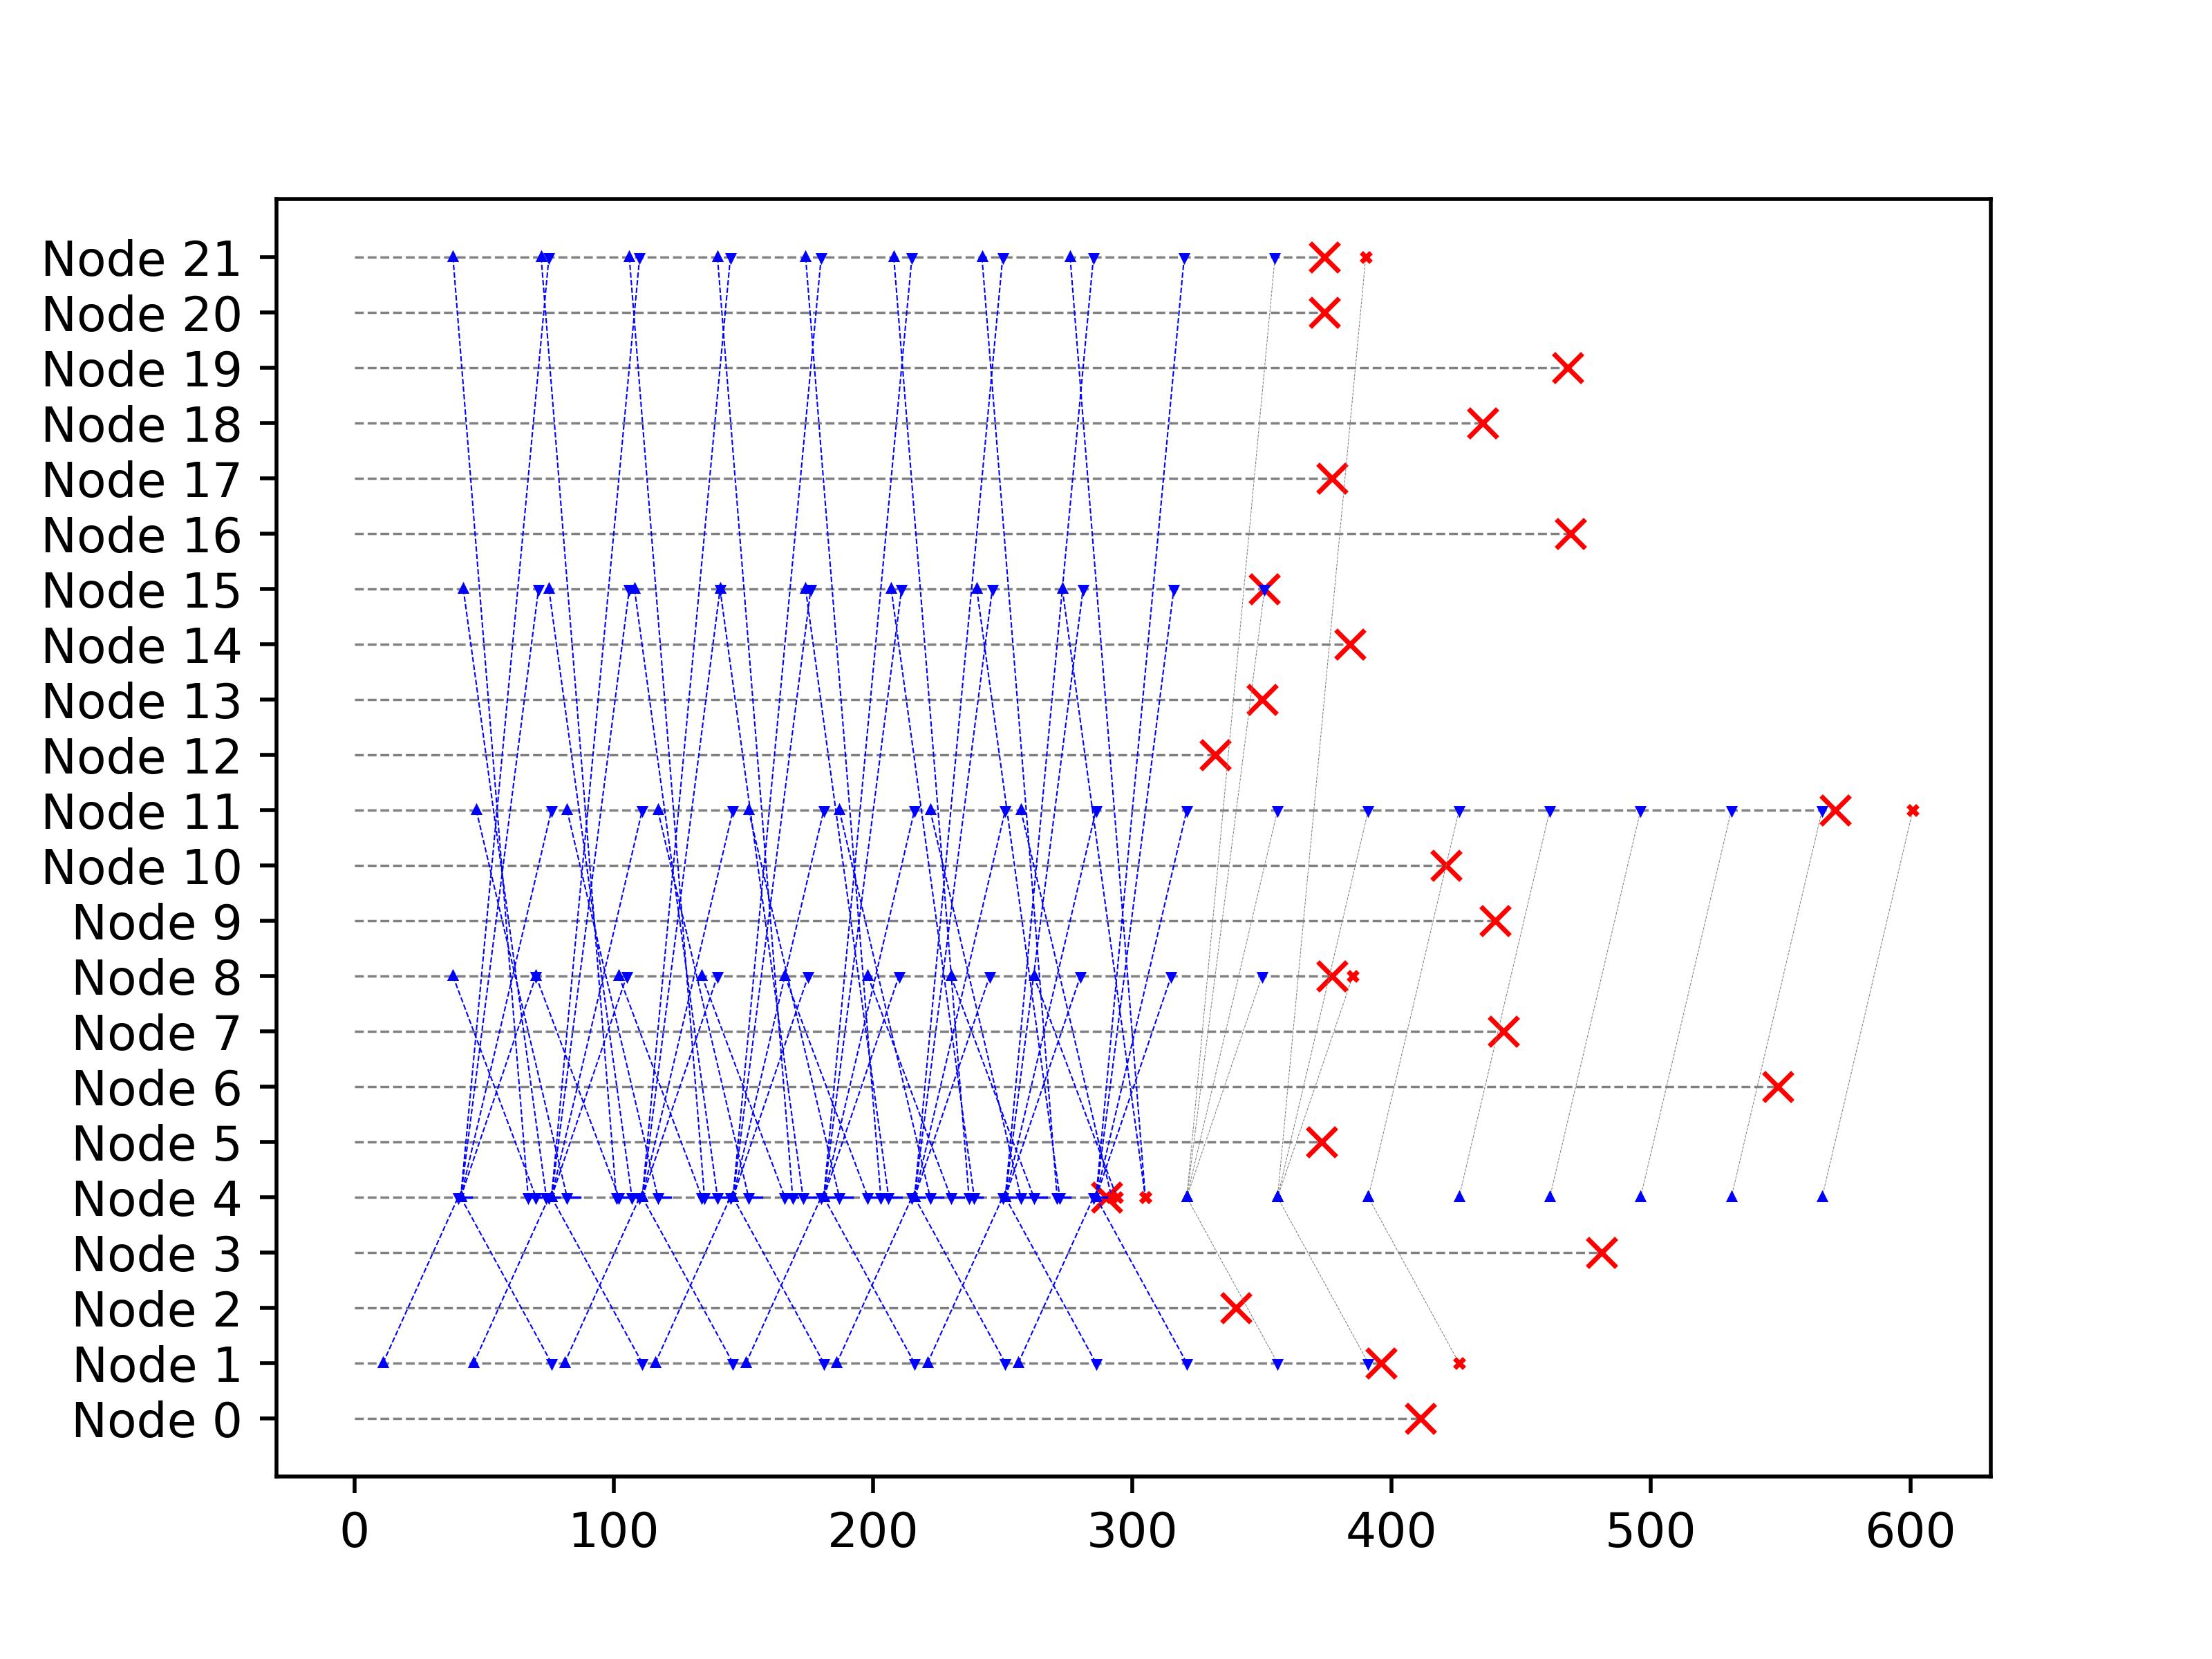 Node 21
Node 20
Node 19
Node 18
Node 17
Node 16
Node 15
Node 14
Node 13
Node 12
Node 11
Node 10
Node 9
Node 8
Node 7
Node 6
Node 5
Node 4
Node 3
Node 2
Node 1
Node 0
0 100 200 300 400 500 600